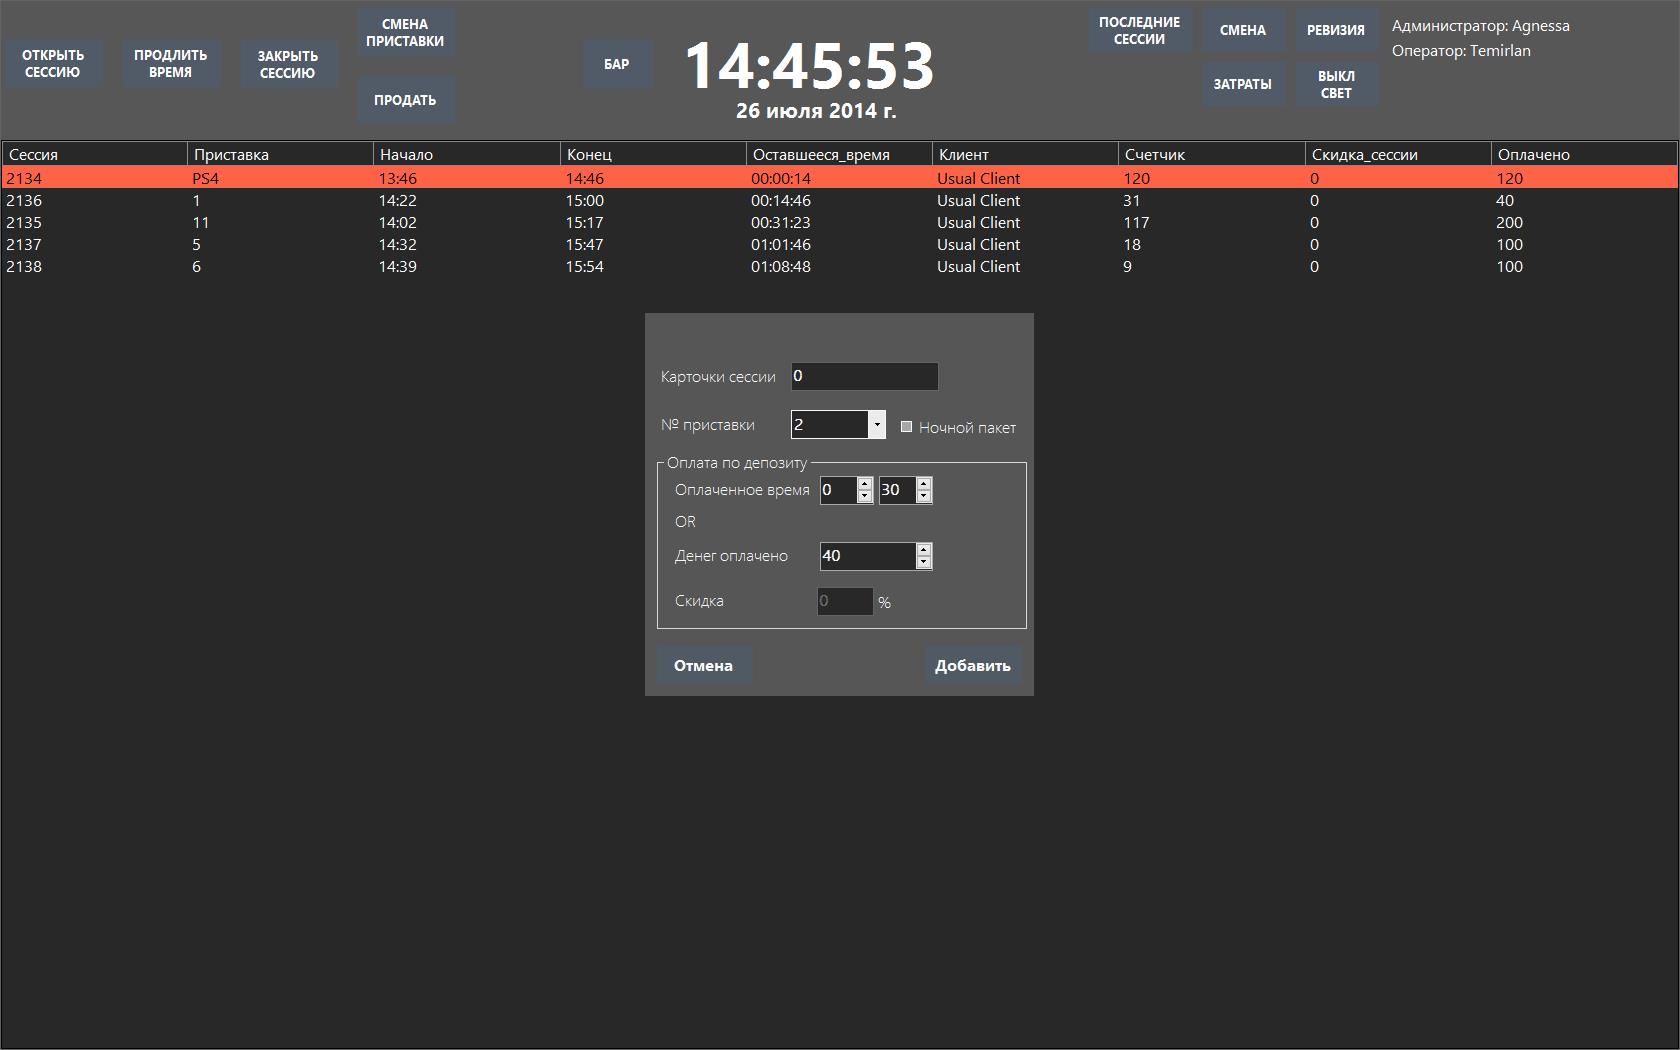 ОТКРЫТЬ
СЕССИЮ
ПРОДЛИТЬ
ВРЕМЯ
ЗАКРЫТЬ
СЕССИЮ
СМЕНА
ПРИСТАВКИ
ПРОДАТЬ
БАР
14:45:53
26 июля 2014 г.
ПОСЛЕДНИЕ
СЕССИИ
СМЕНА
РЕВИЗИЯ
ЗАТРАТЫ
ВЫКЛ
СВЕТ
Администратор: Agnessa
Оператор: Temirlan
Сессия Приставка Начало Конец Оставшееся_время Клиент Счетчик Скидка_сессии Оплачено
2134 PS4 13:46 14:46 00:00:14 Usual Client 120 0 120
2136 1 14:22 15:00 00:14:46 Usual Client 31 0 40
2135 11 14:02 15:17 00:31:23 Usual Client 117 0 200
2137 5 14:32 15:47 01:01:46 Usual Client 18 0 100
2138 6 14:39 15:54 01:08:48 Usual Client 9 0 100
Карточки сессии 0
№ приставки 2 Ночной пакет
Оплата по депозиту
Оплаченное время 0 30
OR
Денег оплачено 40
Скидка 0 %
Отмена Добавить